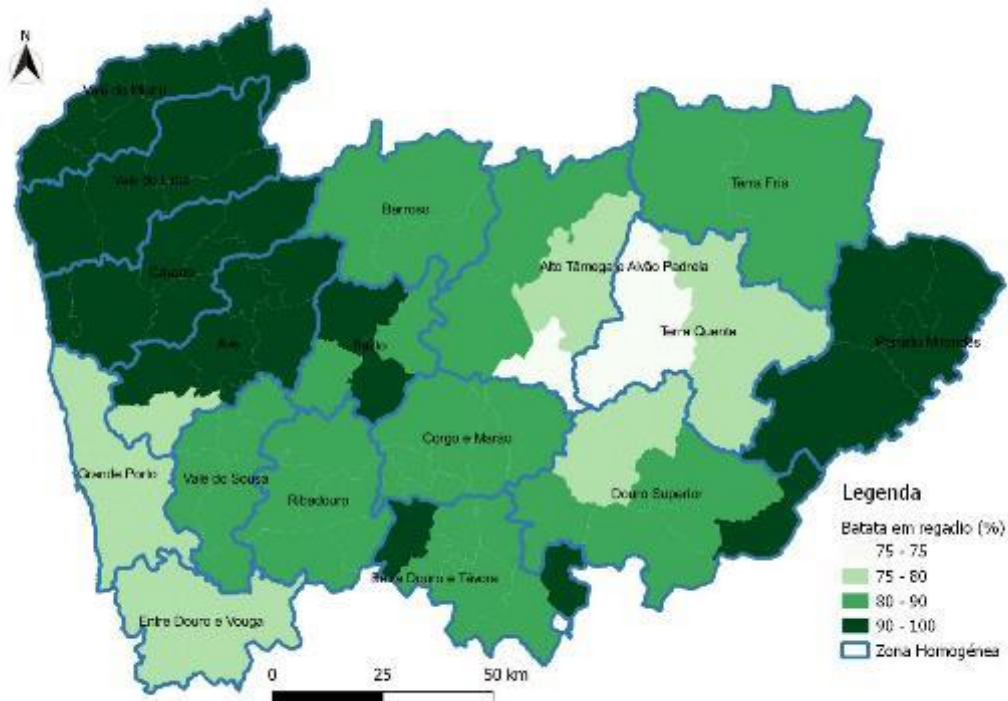 N
Vale do Minho
Vale do Lima
Cávado
Ave
Barroso
Terra Fria
Alto Tâmega e Alvão Padrela
Terra Quente
Planalto Mirandês
Basto
Corgo e Marão
Grande Porto
Vale do Sousa
Ribadouro
Douro Superior
Beira Douro e Távora
Entre Douro e Vouga
Legenda
Batata em regadio (%)
75 - 75
75 - 80
80 - 90
90 - 100
Zona Homogénea
0 25 50 km